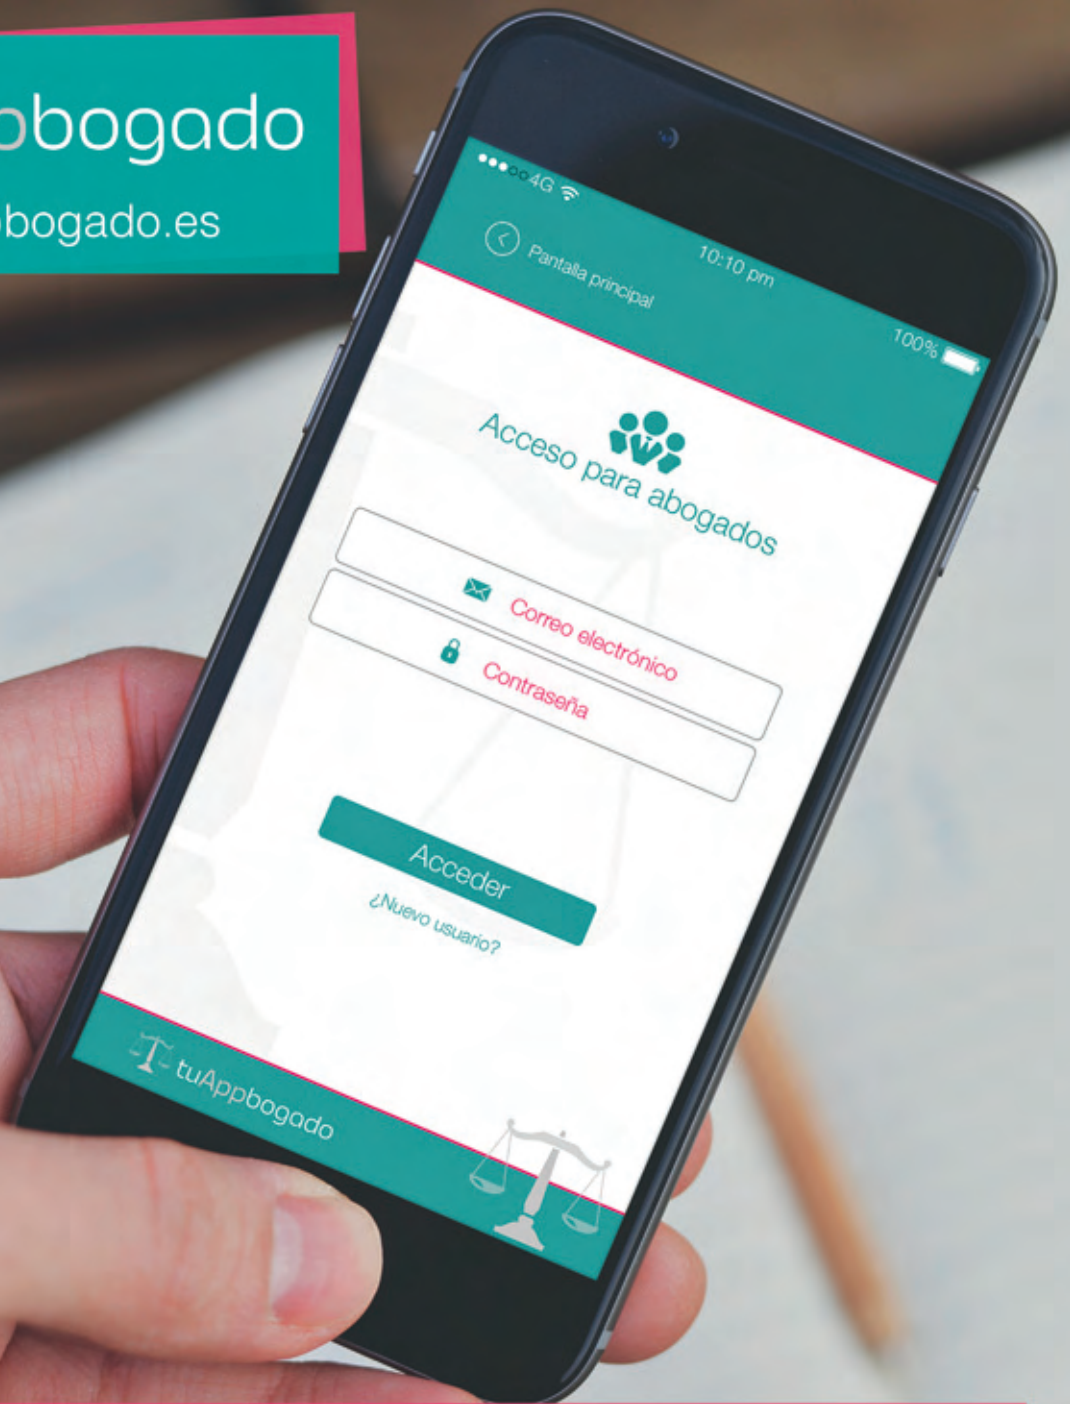 bogado
bogado.es
4G
10:10 pm
100%
Pantalla principal
Acceso para abogados
Correo electrónico
Contraseña
Acceder
¿Nuevo usuario?
tuAppbogado